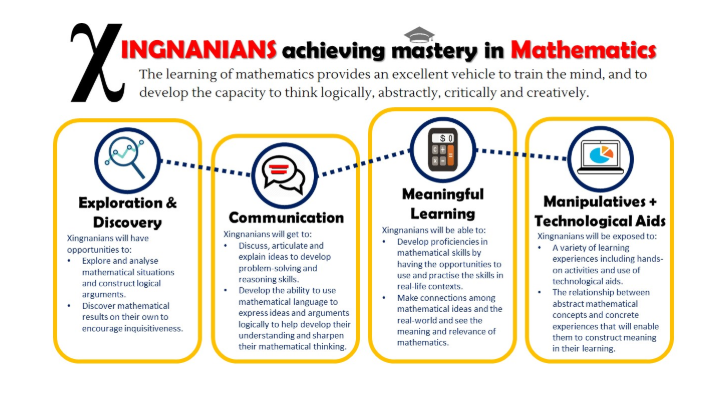 χINGNANIANS achieving mastery in Mathematics
The learning of mathematics provides an excellent vehicle to train the mind, and to
develop the capacity to think logically, abstractly, critically and creatively.
Exploration &
Discovery
Xingnanians will have
opportunities to:
• Explore and analyse
mathematical situations
and construct logical
arguments.
• Discover mathematical
results on their own to
encourage inquisitiveness.
Communication
Xingnanians will get to:
• Discuss, articulate and
explain ideas to develop
problem-solving and
reasoning skills.
• Develop the ability to use
mathematical language to
express ideas and arguments
logically to help develop their
understanding and sharpen
their mathematical thinking.
$ 0
C ÷
Meaningful
Learning
Xingnanians will be able to:
• Develop proficiencies in
mathematical skills by
having the opportunities to
use and practise the skills in
real-life contexts.
• Make connections among
mathematical ideas and the
real-world and see the
meaning and relevance of
mathematics.
Manipulatives +
Technological Aids
Xingnanians will be exposed to:
• A variety of learning
experiences including hands-
on activities and use of
technological aids.
• The relationship between
abstract mathematical
concepts and concrete
experiences that will enable
them to construct meaning
in their learning.